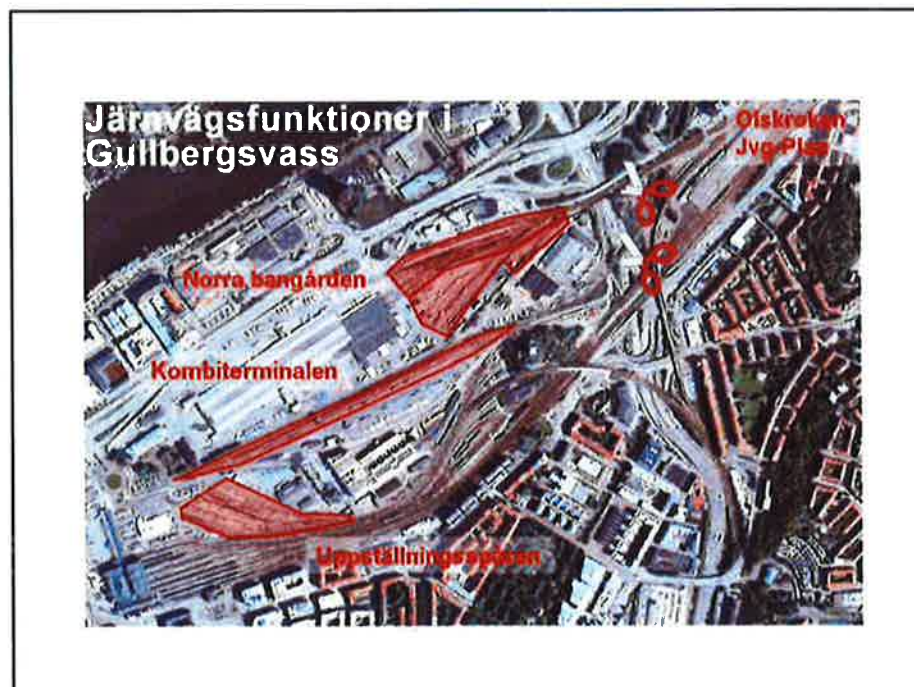 Järnvägsfunktioner i
Gullbergsvass
Olskroken
Jvg-Plan
Norra bangården
Kombiterminalen
Uppställningsspåren